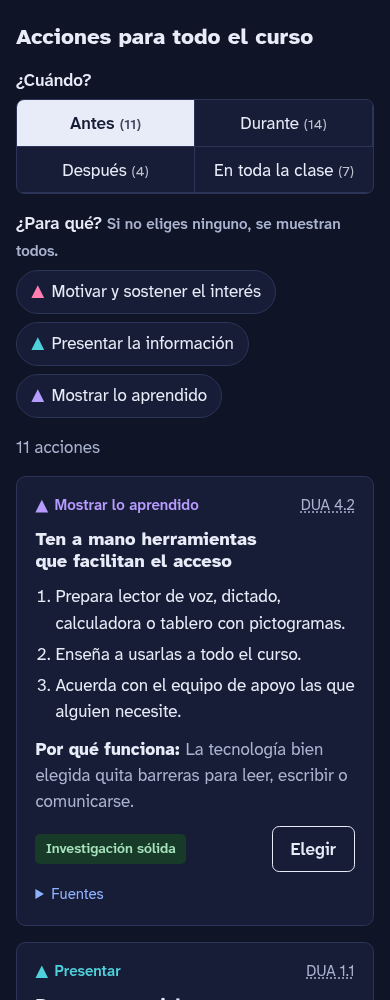 Acciones para todo el curso
¿Cuándo?
Antes (11)
Durante (14)
Después (4)
En toda la clase (7)
¿Para qué? Si no eliges ninguno, se muestran
todos.
Motivar y sostener el interés
Presentar la información
Mostrar lo aprendido
11 acciones
Mostrar lo aprendido
DUA 4.2
Ten a mano herramientas
que facilitan el acceso
1. Prepara lector de voz, dictado,
calculadora o tablero con pictogramas.
2. Enseña a usarlas a todo el curso.
3. Acuerda con el equipo de apoyo las que
alguien necesite.
Por qué funciona: La tecnología bien
elegida quita barreras para leer, escribir o
comunicarse.
Investigación sólida
Elegir
Fuentes
Presentar
DUA 1.1